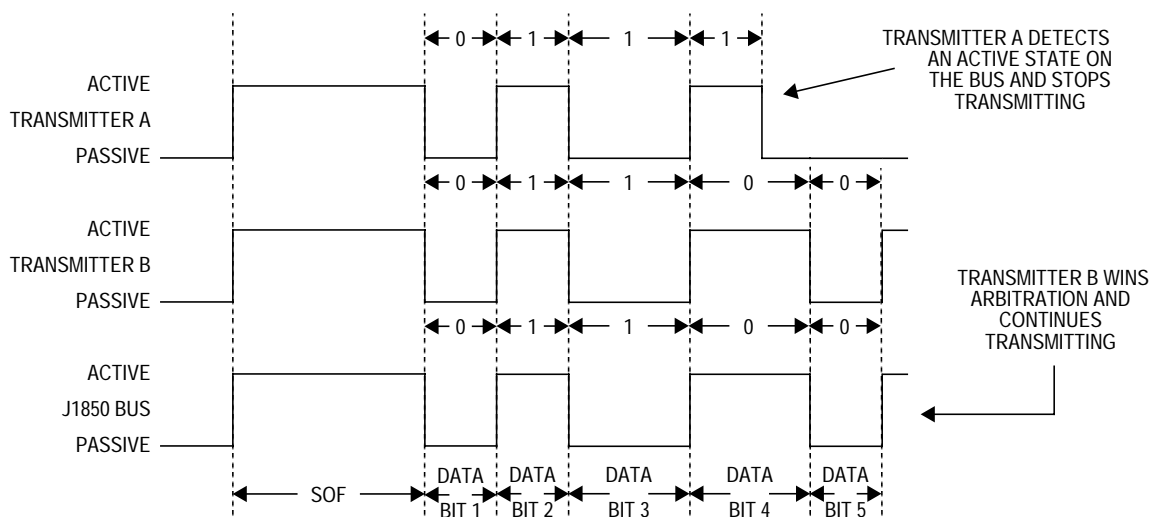 0 1 1 1
TRANSMITTER A DETECTS
AN ACTIVE STATE ON
THE BUS AND STOPS
TRANSMITTING
ACTIVE
TRANSMITTER A
PASSIVE
0 1 1 0 0
ACTIVE
TRANSMITTER B
PASSIVE
TRANSMITTER B WINS
ARBITRATION AND
CONTINUES
TRANSMITTING
0 1 1 0 0
ACTIVE
J1850 BUS
PASSIVE
SOF
DATA
BIT 1
DATA
BIT 2
DATA
BIT 3
DATA
BIT 4
DATA
BIT 5